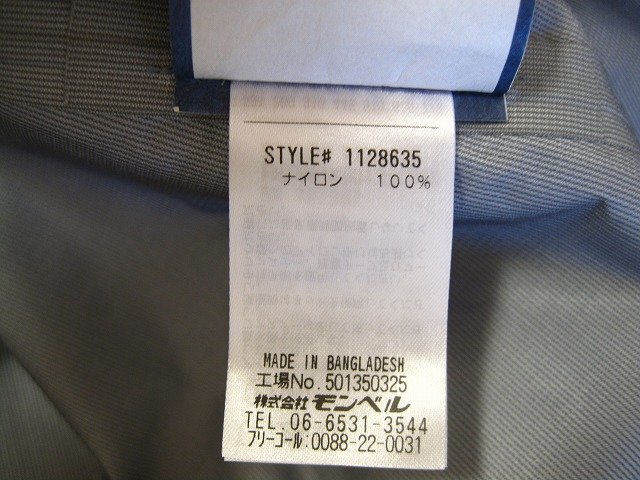 STYLE# 1128635
ナイロン 100%
MADE IN BANGLADESH
工場No.501350325
株式会社 モンベル
TEL.06-6531-3544
フリーコール:0088-22-0031